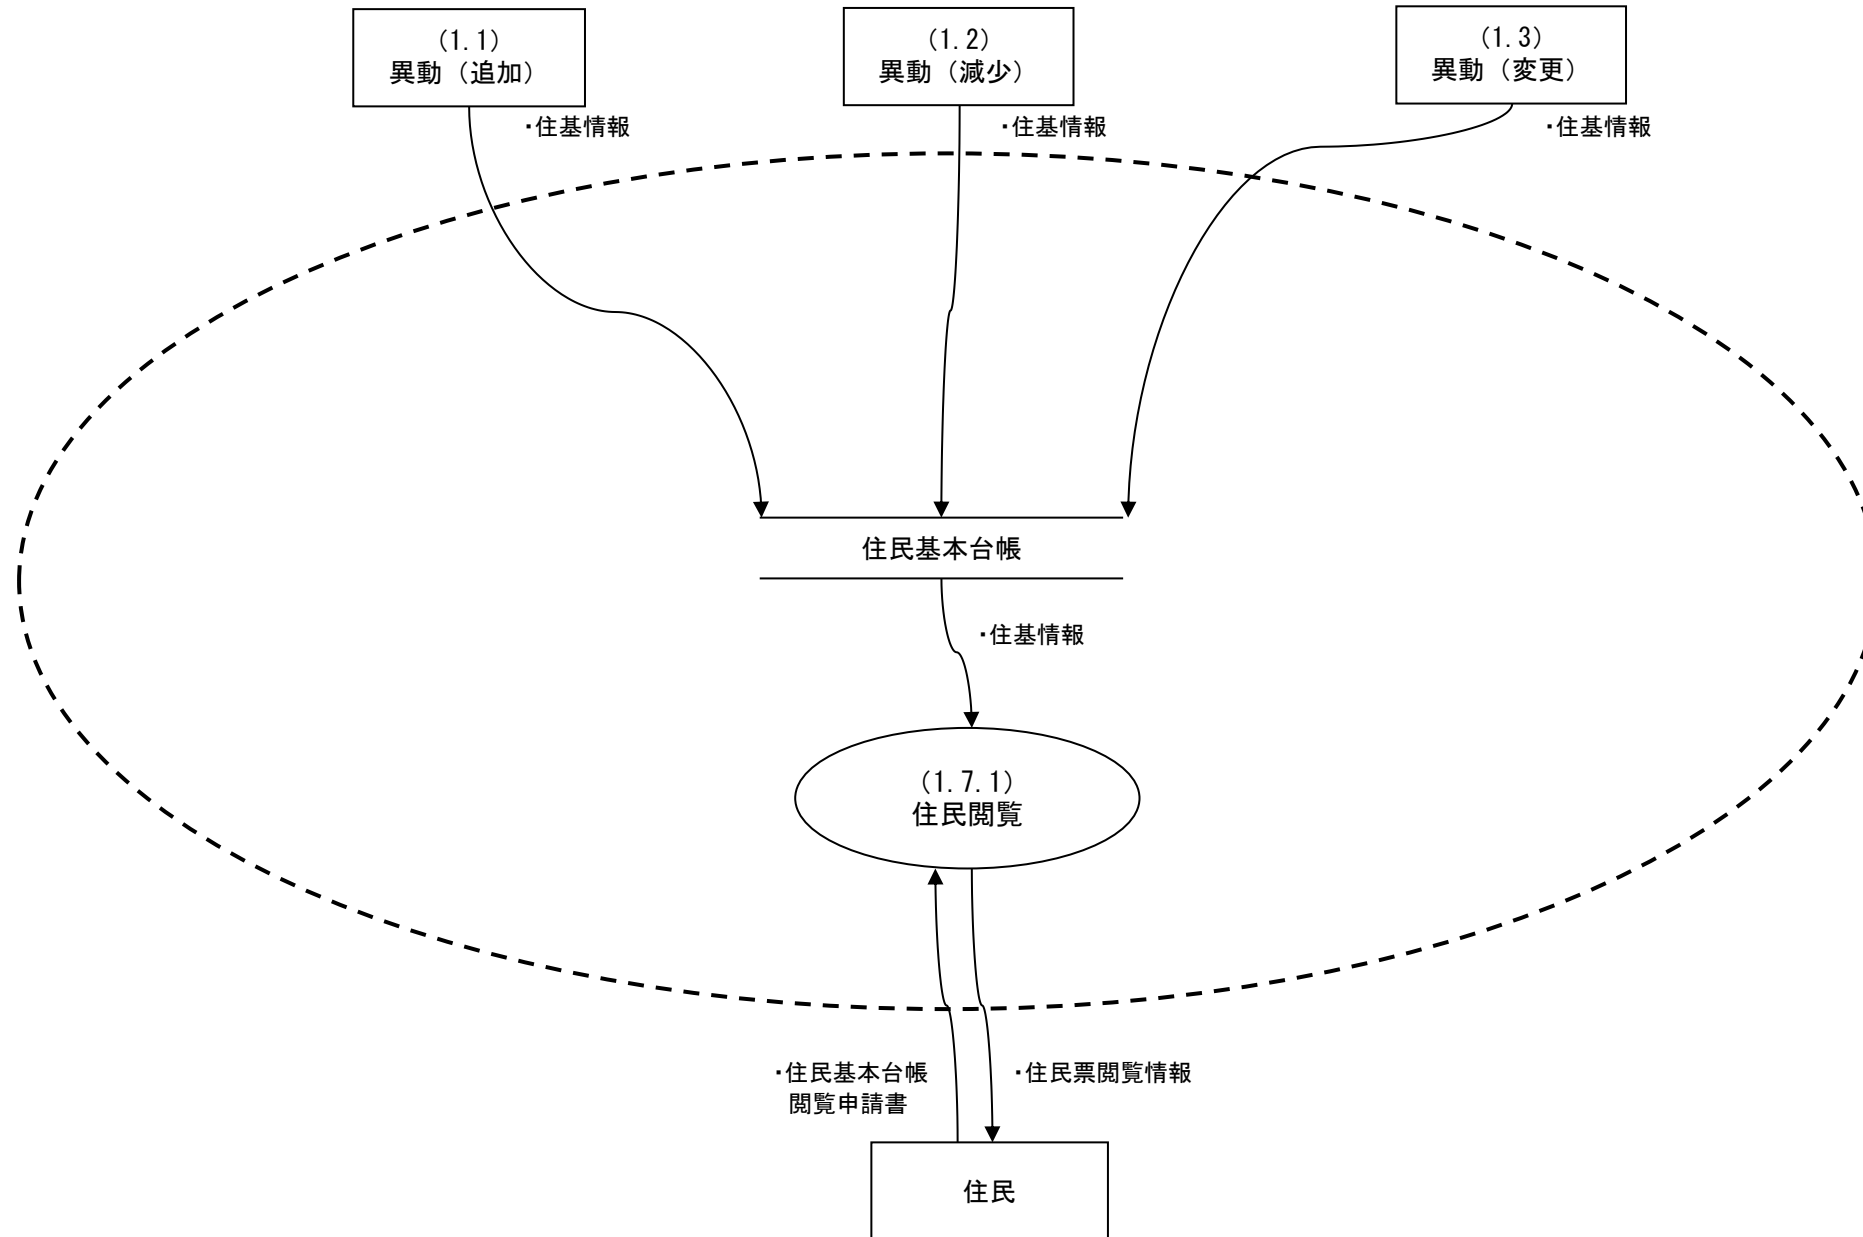 (1.1)
異動（追加）
(1.2)
異動（減少）
(1.3)
異動（変更）
・住基情報
・住基情報
・住基情報
住民基本台帳
・住基情報
(1.7.1)
住民閲覧
・住民基本台帳
閲覧申請書
・住民票閲覧情報
住民